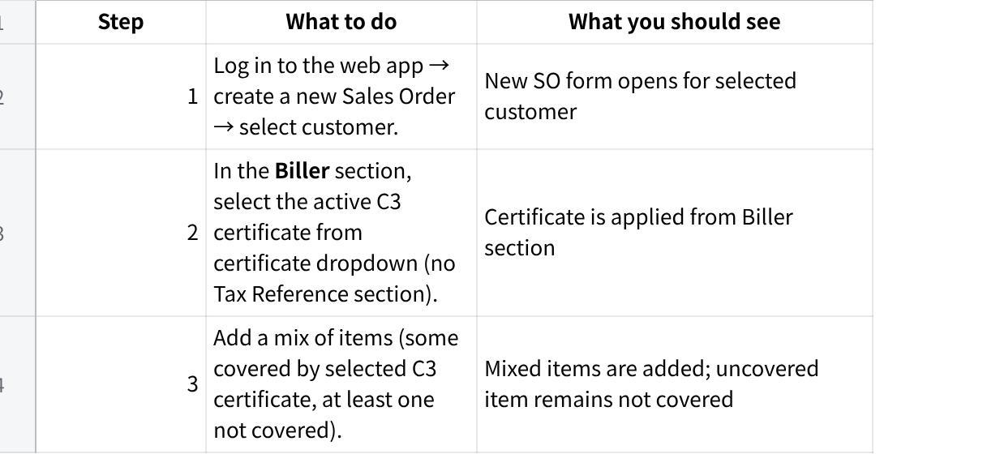 Step What to do What you should see
1
Log in to the web app →
create a new Sales Order
→ select customer.
New SO form opens for selected
customer
2
In the Biller section,
select the active C3
certificate from
certificate dropdown (no
Tax Reference section).
Certificate is applied from Biller
section
3
Add a mix of items (some
covered by selected C3
certificate, at least one
not covered).
Mixed items are added; uncovered
item remains not covered